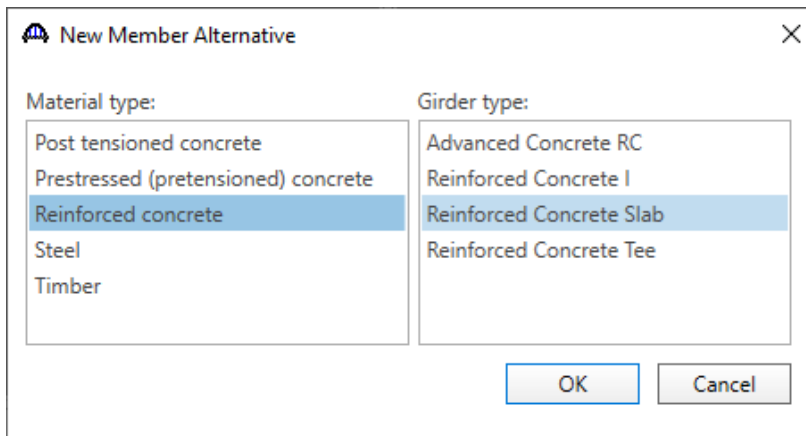 New Member Alternative
Material type:
Post tensioned concrete
Prestressed (pretensioned) concrete
Reinforced concrete
Steel
Timber
Girder type:
Advanced Concrete RC
Reinforced Concrete I
Reinforced Concrete Slab
Reinforced Concrete Tee
OK
Cancel